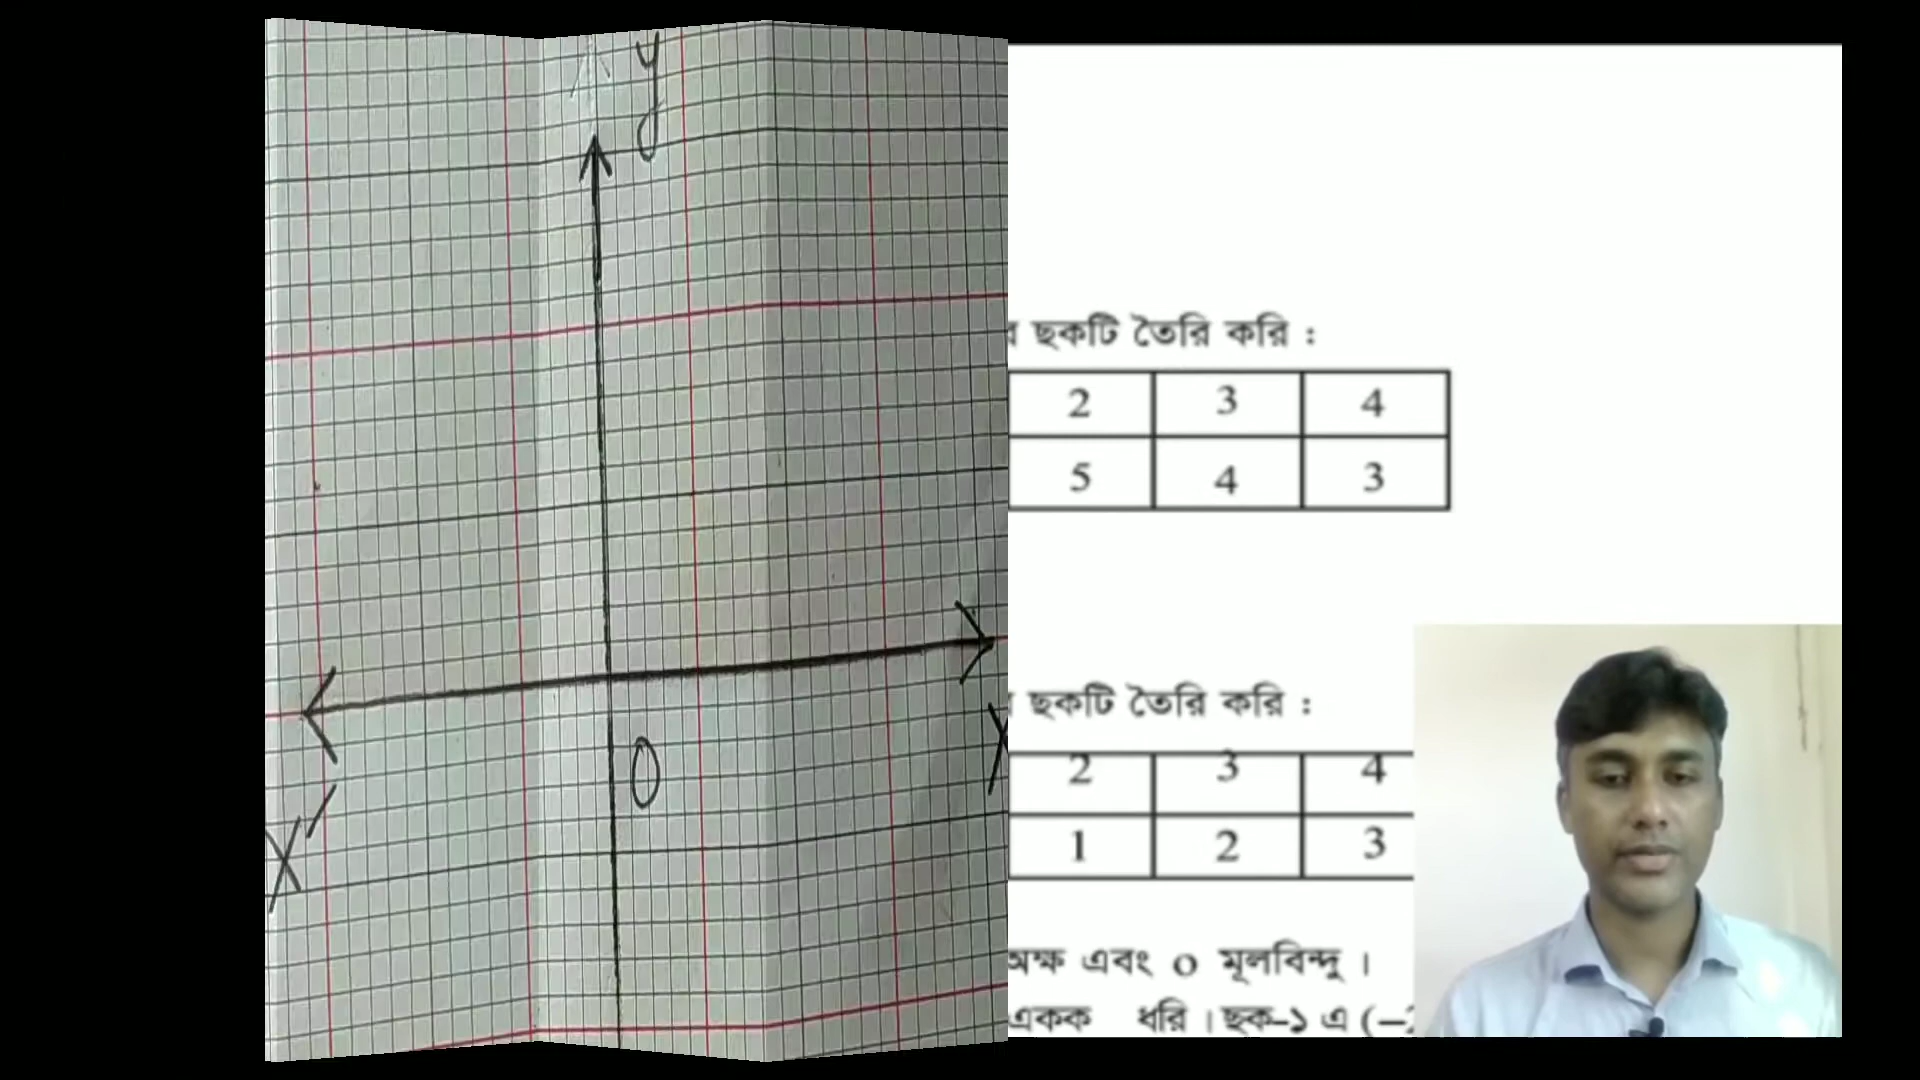 y
X'
O
X
ছকটি তৈরি করি :
2 3 4
5 4 3
ছকটি তৈরি করি :
2 3 4
1 2 3
অক্ষ এবং O মূলবিন্দু ।
একক ধরি । ছক-১ এ (–